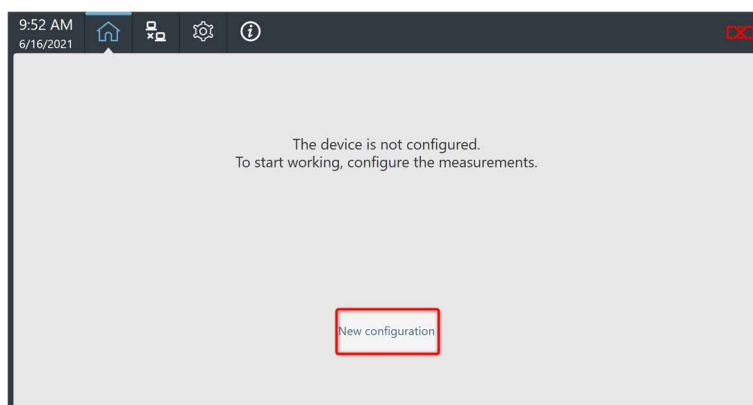 9:52 AM
6/16/2021
The device is not configured.
To start working, configure the measurements.
New configuration